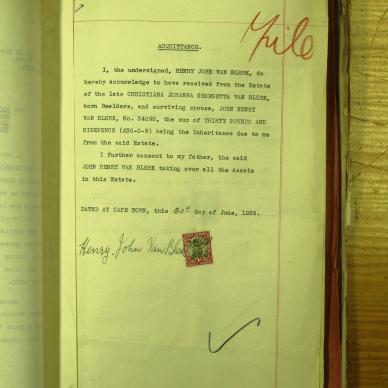 File
ACQUITTANCE.
I, the undersigned, HENRY JOHN VAN BLERK, do
hereby acknowledge to have received from the Estate
of the late CHRISTIANA JOHANNA GEORGETTA VAN BLERK,
born Beelders, and surviving spouse, JOHN HENRY
VAN BLERK, No. 34092, the sum of THIRTY POUNDS AND
NINEPENCE (£30-0-9) being the Inheritance due to me
from the said Estate.
I further consent to my father, the said
JOHN HENRY VAN BLERK taking over all the Assets
in this Estate.
DATED AT CAPE TOWN, this 30th day of June, 1939.
Henry. John Van Blerk